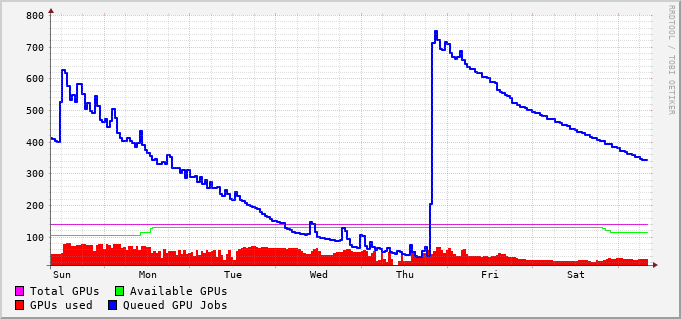 800
700
600
500
400
300
200
100
Sun Mon Tue Wed Thu Fri Sat
Total GPUs Available GPUs
GPUs used Queued GPU Jobs
RRDTOOL / TOBI OETIKER